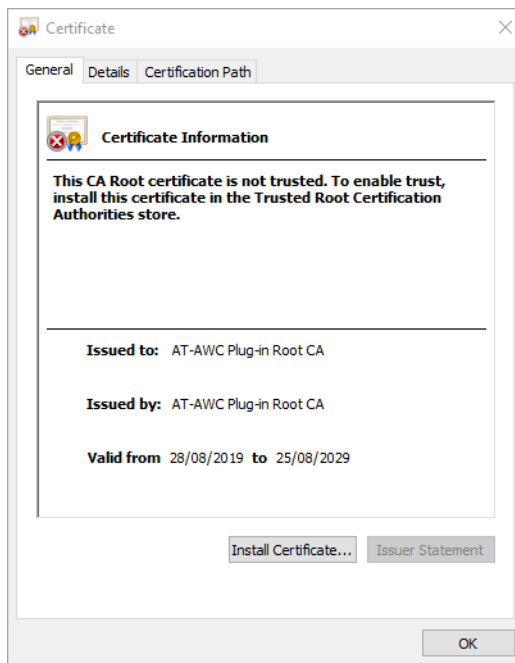 Certificate
General Details Certification Path
Certificate Information
This CA Root certificate is not trusted. To enable trust,
install this certificate in the Trusted Root Certification
Authorities store.
Issued to: AT-AWC Plug-in Root CA
Issued by: AT-AWC Plug-in Root CA
Valid from 28/08/2019 to 25/08/2029
Install Certificate... Issuer Statement
OK